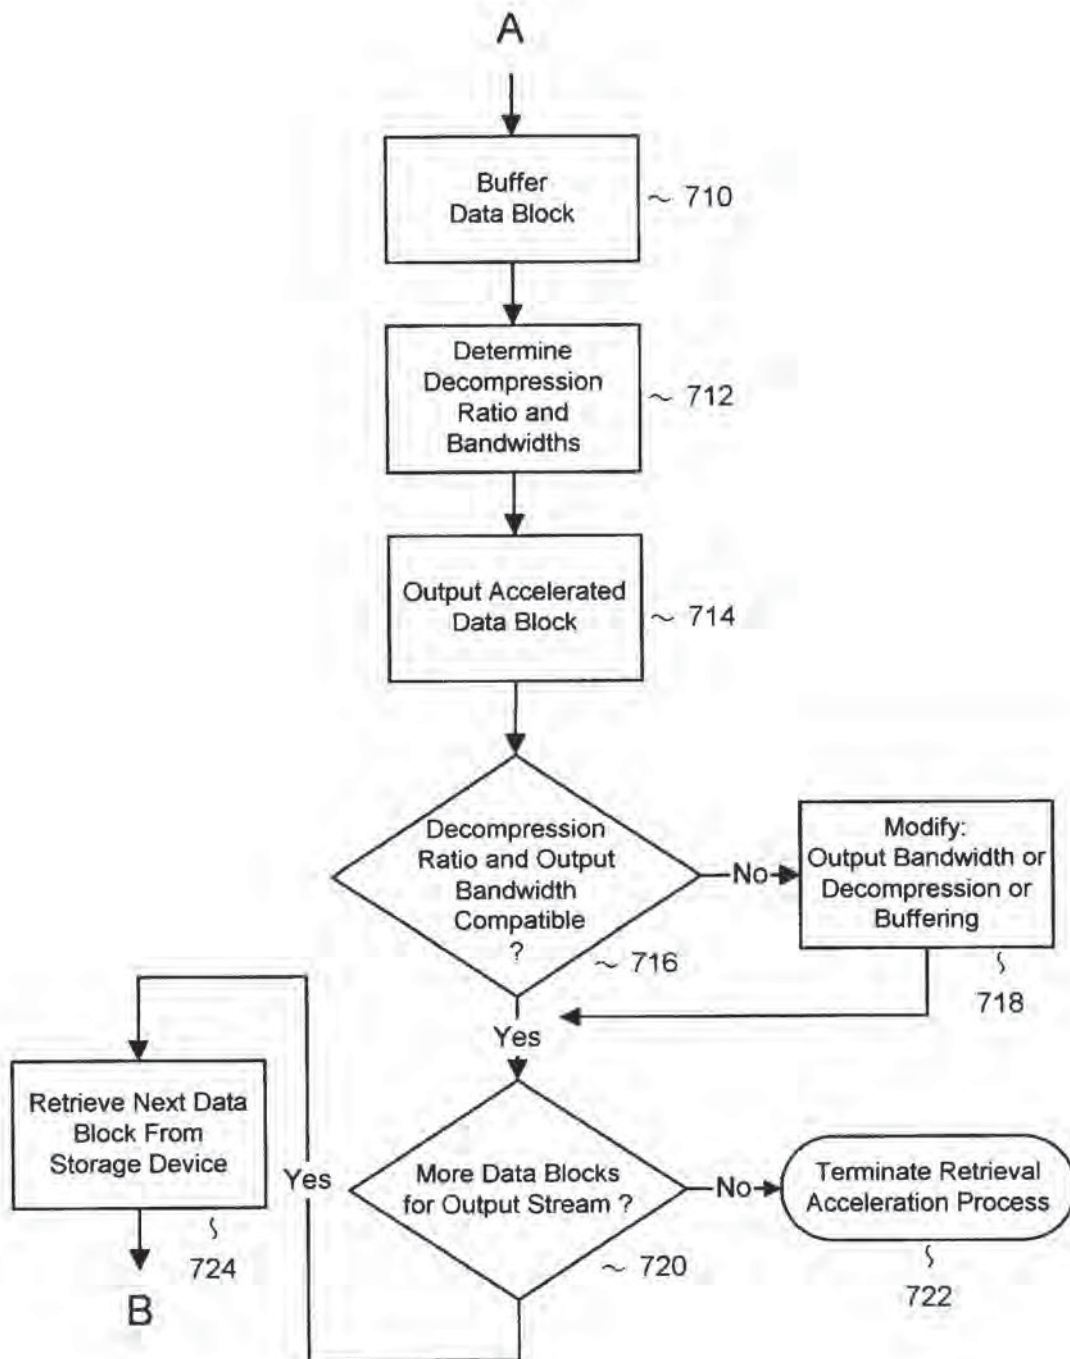 A
Buffer
Data Block
~ 710
Determine
Decompression
Ratio and
Bandwidths
~ 712
Output Accelerated
Data Block
~ 714
Decompression
Ratio and Output
Bandwidth
Compatible
?
~ 716
No
Modify:
Output Bandwidth or
Decompression or
Buffering
718
Yes
Retrieve Next Data
Block From
Storage Device
724
B
Yes
More Data Blocks
for Output Stream ?
~ 720
No
Terminate Retrieval
Acceleration Process
722